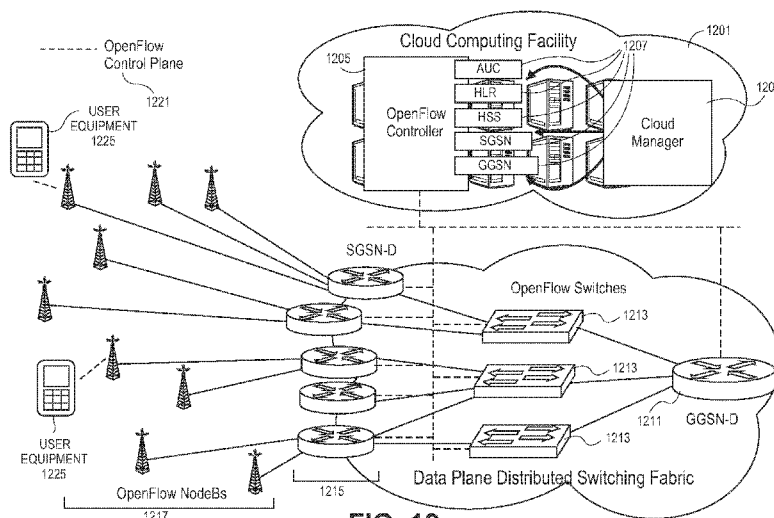 OpenFlow
Control Plane
1221
Cloud Computing Facility
1201
1205
1207
AUC
HLR
HSS
SGSN
GGSN
OpenFlow
Controller
Cloud
Manager
USER
EQUIPMENT
1225
SGSN-D
OpenFlow Switches
1213
1213
1213
GGSN-D
1211
USER
EQUIPMENT
1225
OpenFlow NodeBs
1217
1215
Data Plane Distributed Switching Fabric